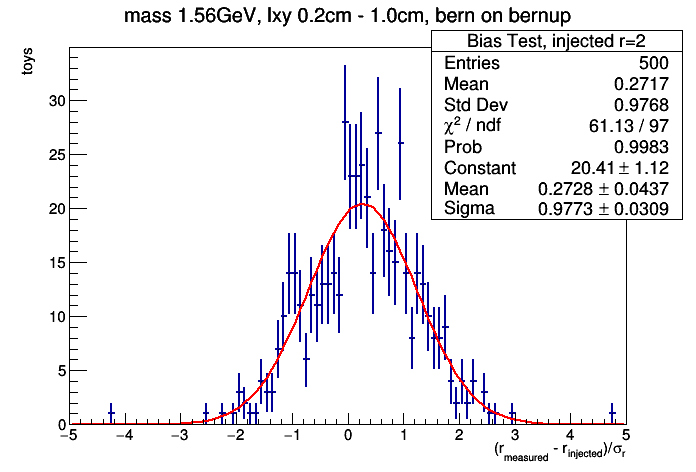 mass 1.56GeV, lxy 0.2cm - 1.0cm, bern on bernup
Bias Test, injected r=2
Entries 500
Mean 0.2717
Std Dev 0.9768
χ² / ndf 61.13 / 97
Prob 0.9983
Constant 20.41 ± 1.12
Mean 0.2728 ± 0.0437
Sigma 0.9773 ± 0.0309
toys
30
25
20
15
10
5
0
−5 −4 −3 −2 −1 0 1 2 3 4 5
(r_measured - r_injected)/σ_r